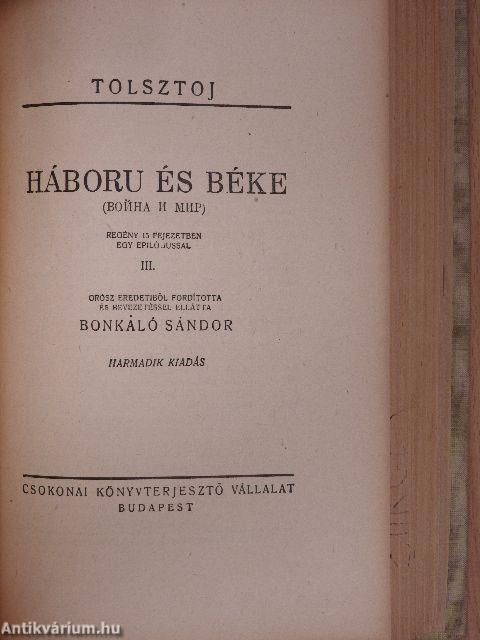 TOLSZTOJ
HÁBORU ÉS BÉKE
(ВОЙНА И МИР)
REGÉNY 15 FEJEZETBEN
EGY EPILÓGUSSAL
III.
OROSZ EREDETIBŐL FORDÍTOTTA
ÉS BEVEZETÉSSEL ELLÁTTA
BONKÁLÓ SÁNDOR
HARMADIK KIADÁS
CSOKONAI KÖNYVTERJESZTŐ VÁLLALAT
BUDAPEST
Antikvárium.hu